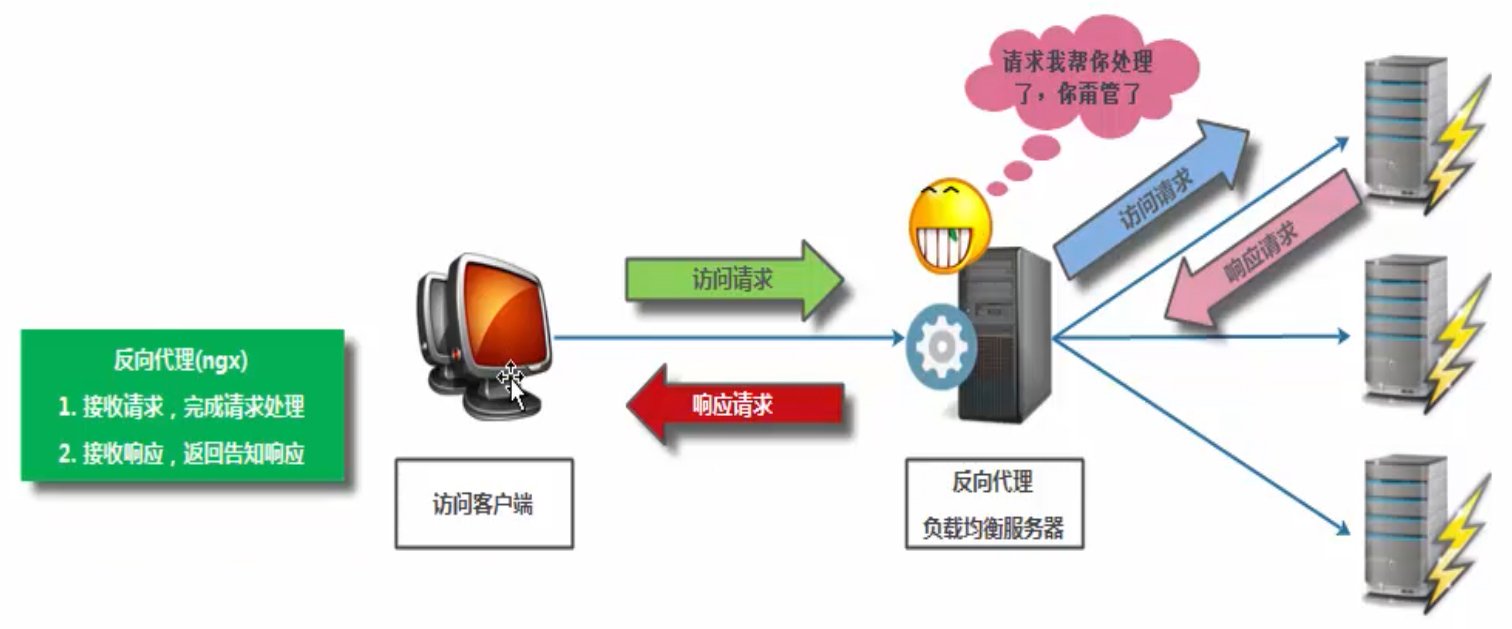 请求我帮你处理
了，你甭管了
访问请求
响应请求
访问请求
响应请求
反向代理(ngx)
1. 接收请求，完成请求处理
2. 接收响应，返回告知响应
访问客户端
反向代理
负载均衡服务器